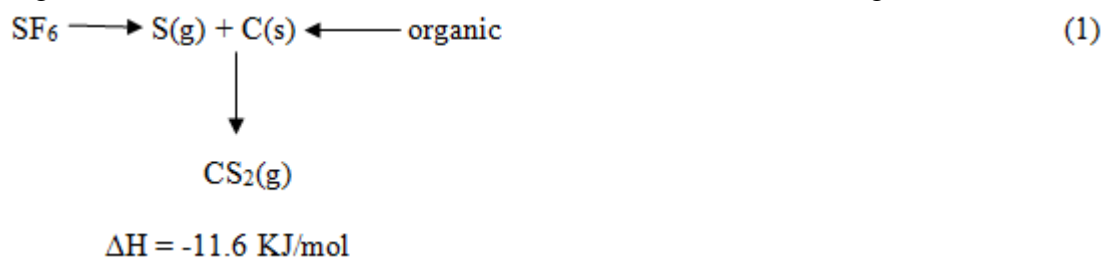 SF₆ ⟶ S(g) + C(s) ⟵ organic (1)
CS₂(g)
ΔH = -11.6 KJ/mol